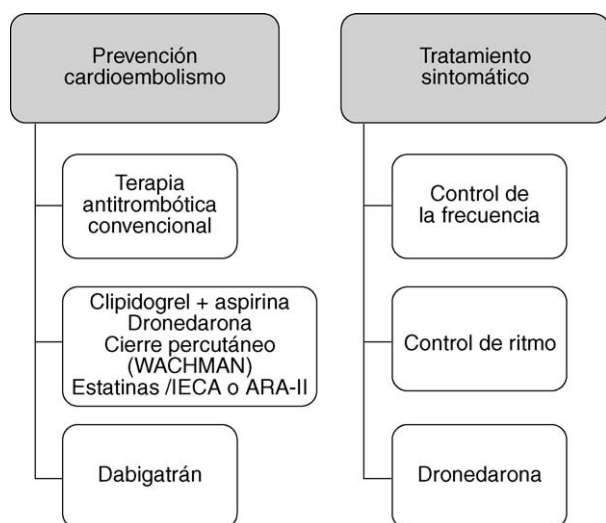 Prevención
cardioembolismo
Terapia
antitrombótica
convencional
Clipidogrel + aspirina
Dronedarona
Cierre percutáneo
(WACHMAN)
Estatinas /IECA o ARA-II
Dabigatrán
Tratamiento
sintomático
Control de
la frecuencia
Control de ritmo
Dronedarona